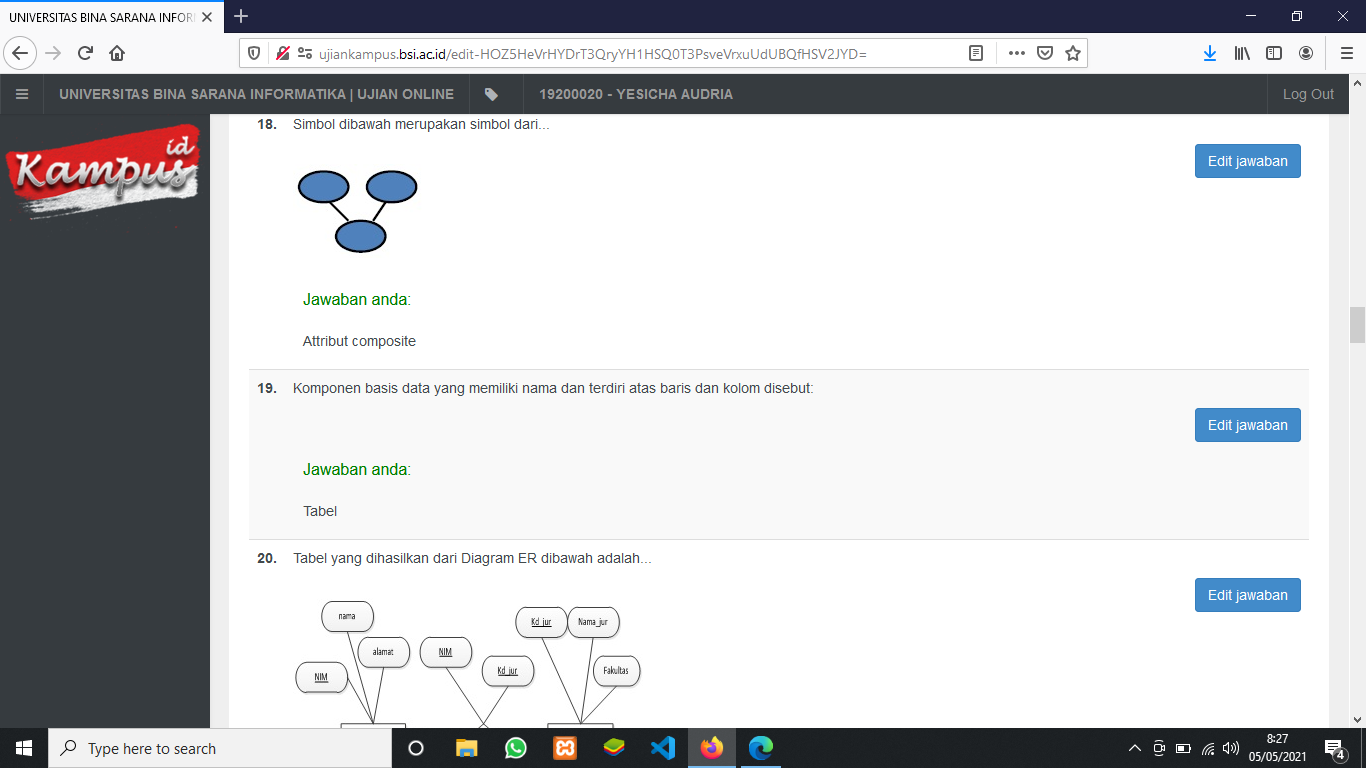 UNIVERSITAS BINA SARANA INFOR
ujiankampus.bsi.ac.id/edit-HOZ5HeVrHYDrT3QryYH1HSQ0T3PsveVrxuUdUBQfHSV2JYD=
UNIVERSITAS BINA SARANA INFORMATIKA | UJIAN ONLINE
19200020 - YESICHA AUDRIA
Log Out
Kampus id
18. Simbol dibawah merupakan simbol dari...
Edit jawaban
Jawaban anda:
Attribut composite
19. Komponen basis data yang memiliki nama dan terdiri atas baris dan kolom disebut:
Edit jawaban
Jawaban anda:
Tabel
20. Tabel yang dihasilkan dari Diagram ER dibawah adalah...
Edit jawaban
nama
Kd_jur
Nama_jur
alamat
NIM
Kd_jur
Fakultas
NIM
Type here to search
8:27
05/05/2021
4